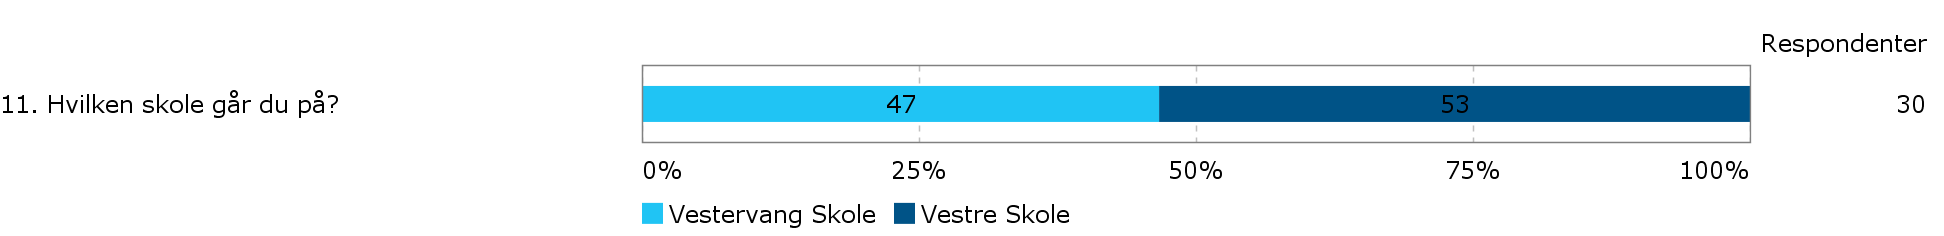 Respondenter
11. Hvilken skole går du på? 47 53 30
0% 25% 50% 75% 100%
Vestervang Skole Vestre Skole